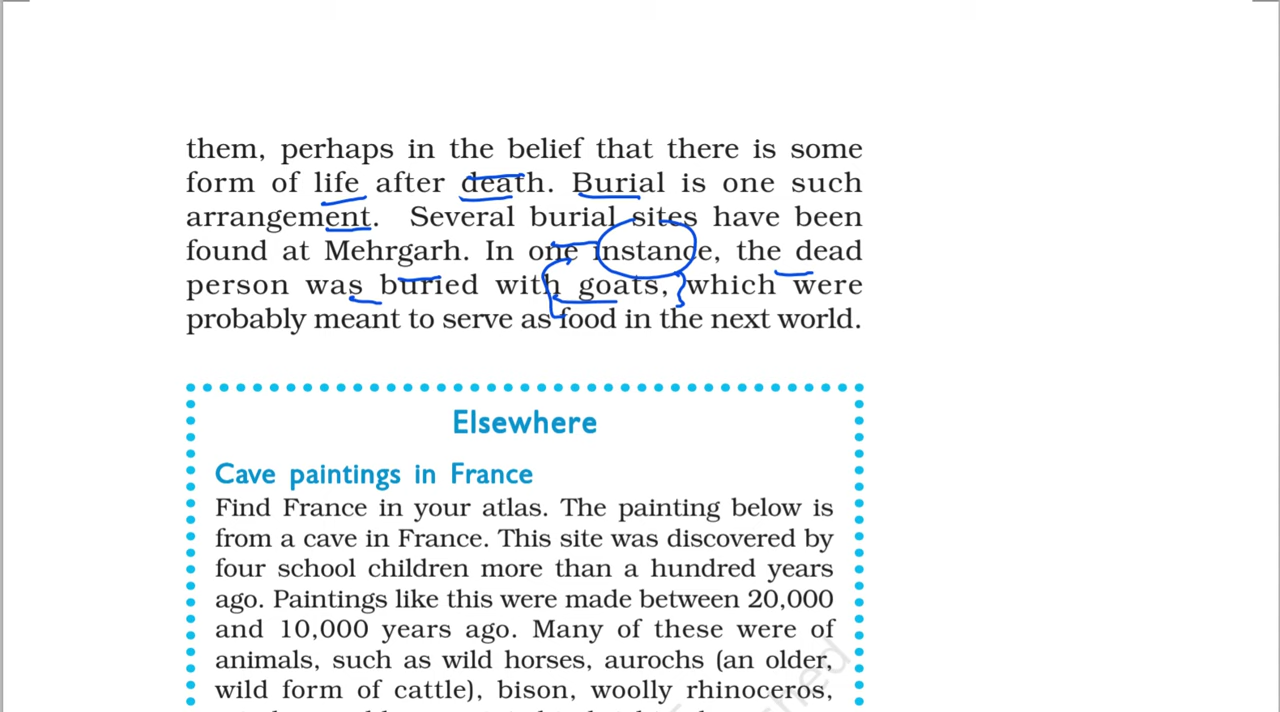 them, perhaps in the belief that there is some
form of life after death. Burial is one such
arrangement. Several burial sites have been
found at Mehrgarh. In one instance, the dead
person was buried with goats, which were
probably meant to serve as food in the next world.
Elsewhere
Cave paintings in France
Find France in your atlas. The painting below is
from a cave in France. This site was discovered by
four school children more than a hundred years
ago. Paintings like this were made between 20,000
and 10,000 years ago. Many of these were of
animals, such as wild horses, aurochs (an older,
wild form of cattle), bison, woolly rhinoceros,